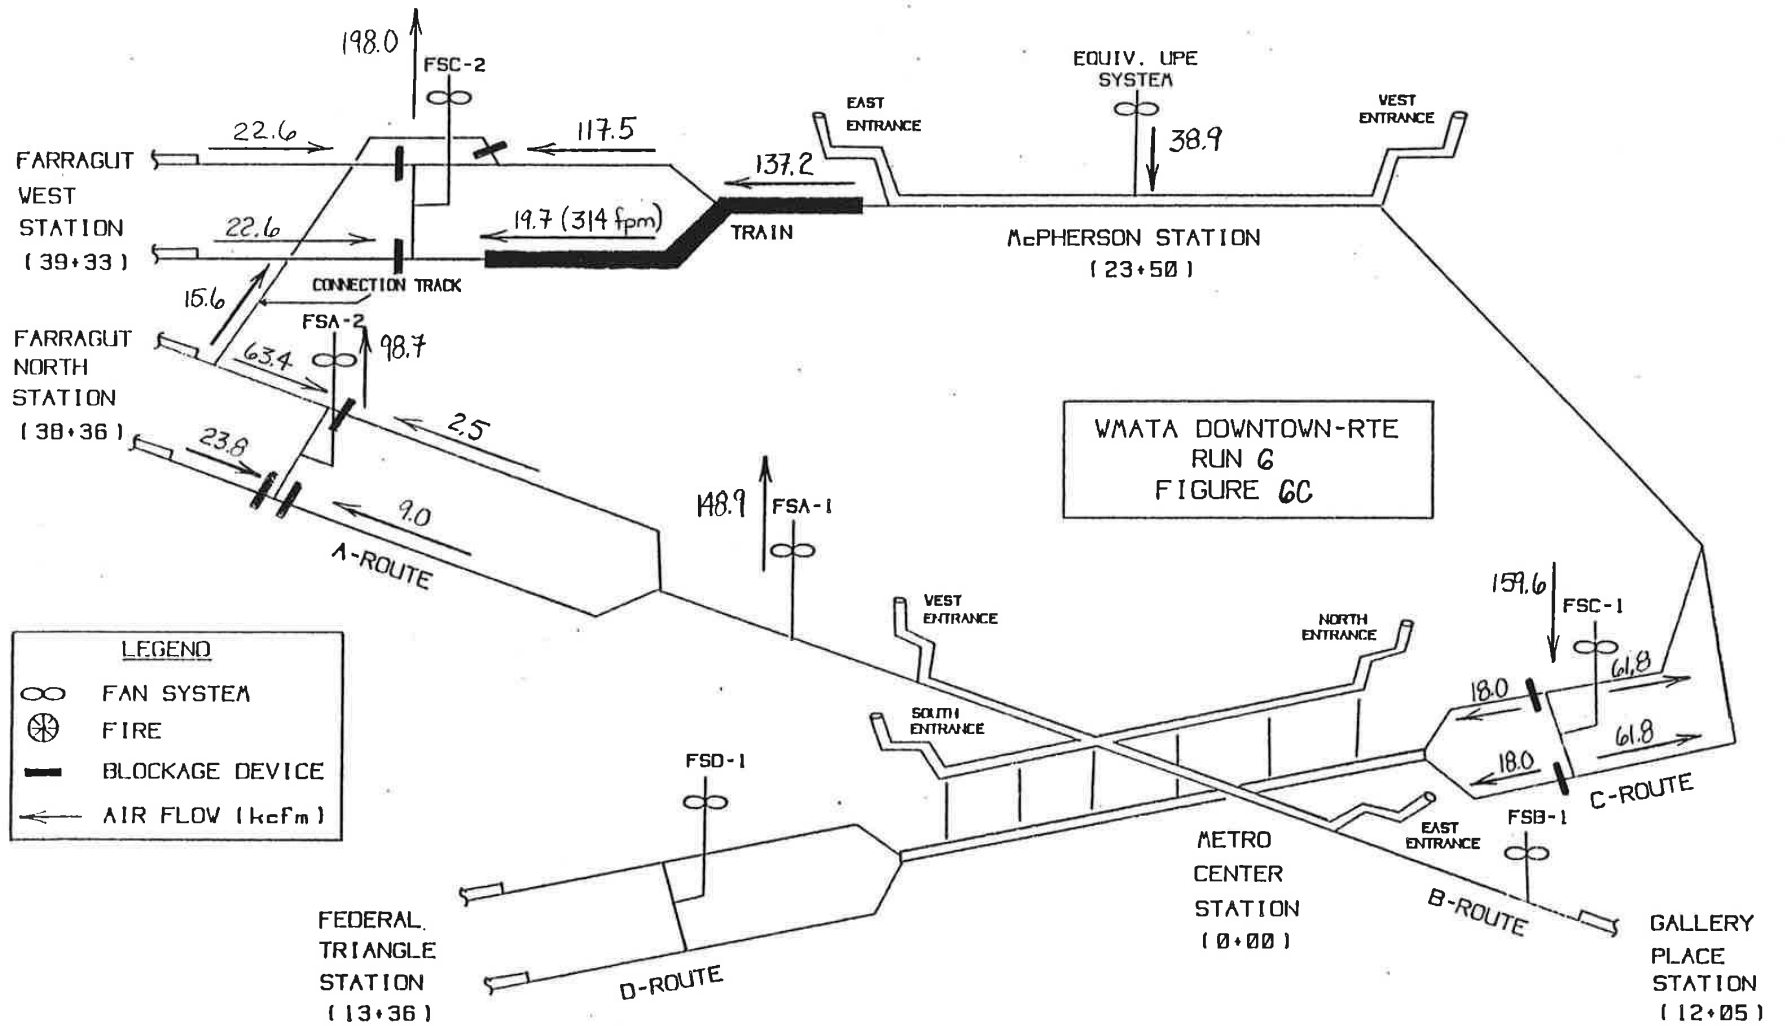 198.0
FSC-2
EQUIV. UPE
SYSTEM
EAST
ENTRANCE
WEST
ENTRANCE
22.6
117.5
137.2
38.9
FARRAGUT
WEST
STATION
(39+33)
22.6
19.7 (314 fpm)
TRAIN
McPHERSON STATION
(23+50)
CONNECTION TRACK
15.6
FSA-2
98.7
FARRAGUT
NORTH
STATION
(38+36)
63.4
23.8
2.5
9.0
A-ROUTE
WMATA DOWNTOWN-RTE
RUN 6
FIGURE 6C
148.9
FSA-1
159.6
FSC-1
WEST
ENTRANCE
NORTH
ENTRANCE
SOUTH
ENTRANCE
18.0
61.8
18.0
61.8
C-ROUTE
LEGEND
FAN SYSTEM
FIRE
BLOCKAGE DEVICE
AIR FLOW (kcfm)
FSD-1
FSB-1
EAST
ENTRANCE
METRO
CENTER
STATION
(0+00)
B-ROUTE
FEDERAL
TRIANGLE
STATION
(13+36)
D-ROUTE
GALLERY
PLACE
STATION
(12+05)